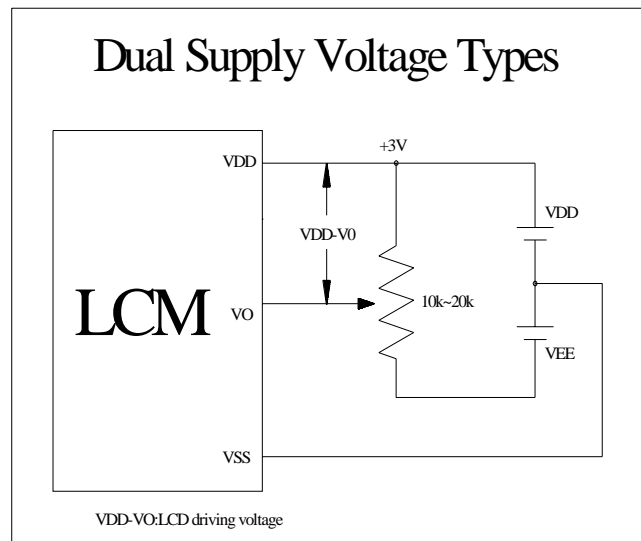 Dual Supply Voltage Types
+3V
VDD
VDD
VDD-V0
LCM
VO
10k~20k
VEE
VSS
VDD-VO:LCD driving voltage